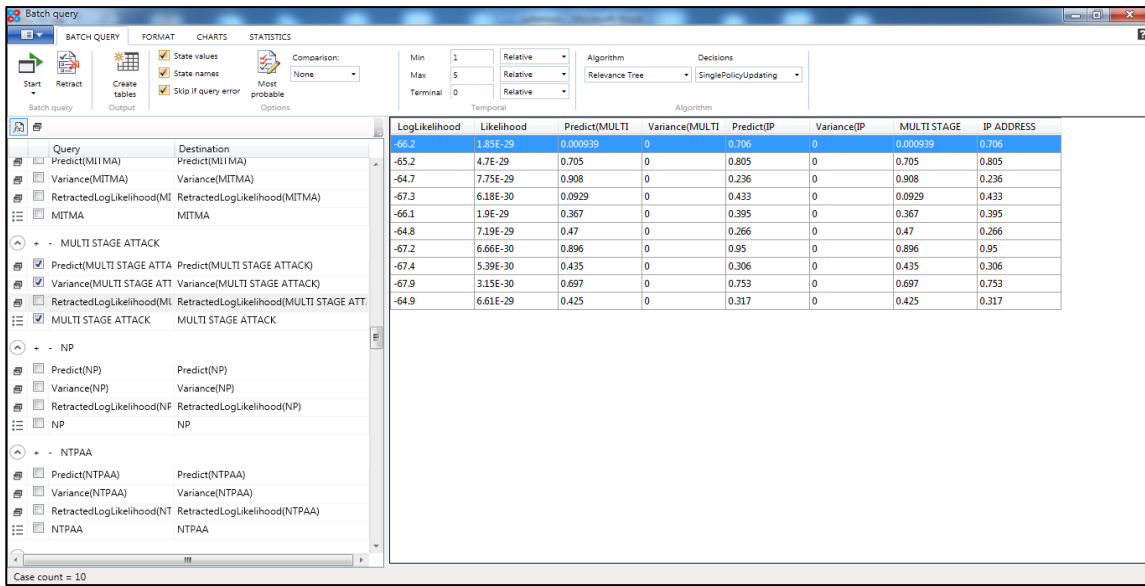 Batch query
BATCH QUERY FORMAT CHARTS STATISTICS
Start Retract Create tables State values State names Skip if query error Most probable Comparison: None
Batch query Output Options
Min 1 Relative
Max 5 Relative
Terminal 0 Relative
Temporal
Algorithm Decisions
Relevance Tree SinglePolicyUpdating
Algorithm
Query Destination
Predict(MITMA) Predict(MITMA)
Variance(MITMA) Variance(MITMA)
RetractedLogLikelihood(MI RetractedLogLikelihood(MITMA)
MITMA MITMA
+ - MULTI STAGE ATTACK
Predict(MULTI STAGE ATTA Predict(MULTI STAGE ATTACK)
Variance(MULTI STAGE ATT Variance(MULTI STAGE ATTACK)
RetractedLogLikelihood(MU RetractedLogLikelihood(MULTI STAGE ATT.
MULTI STAGE ATTACK MULTI STAGE ATTACK
+ - NP
Predict(NP) Predict(NP)
Variance(NP) Variance(NP)
RetractedLogLikelihood(NP RetractedLogLikelihood(NP)
NP NP
+ - NTPAA
Predict(NTPAA) Predict(NTPAA)
Variance(NTPAA) Variance(NTPAA)
RetractedLogLikelihood(NT RetractedLogLikelihood(NTPAA)
NTPAA NTPAA
LogLikelihood Likelihood Predict(MULTI Variance(MULTI Predict(IP Variance(IP MULTI STAGE IP ADDRESS
-66.2 1.85E-29 0.000939 0 0.706 0 0.000939 0.706
-65.2 4.7E-29 0.705 0 0.805 0 0.705 0.805
-64.7 7.75E-29 0.908 0 0.236 0 0.908 0.236
-67.3 6.18E-30 0.0929 0 0.433 0 0.0929 0.433
-66.1 1.9E-29 0.367 0 0.395 0 0.367 0.395
-64.8 7.19E-29 0.47 0 0.266 0 0.47 0.266
-67.2 6.66E-30 0.896 0 0.95 0 0.896 0.95
-67.4 5.39E-30 0.435 0 0.306 0 0.435 0.306
-67.9 3.15E-30 0.697 0 0.753 0 0.697 0.753
-64.9 6.61E-29 0.425 0 0.317 0 0.425 0.317
Case count = 10